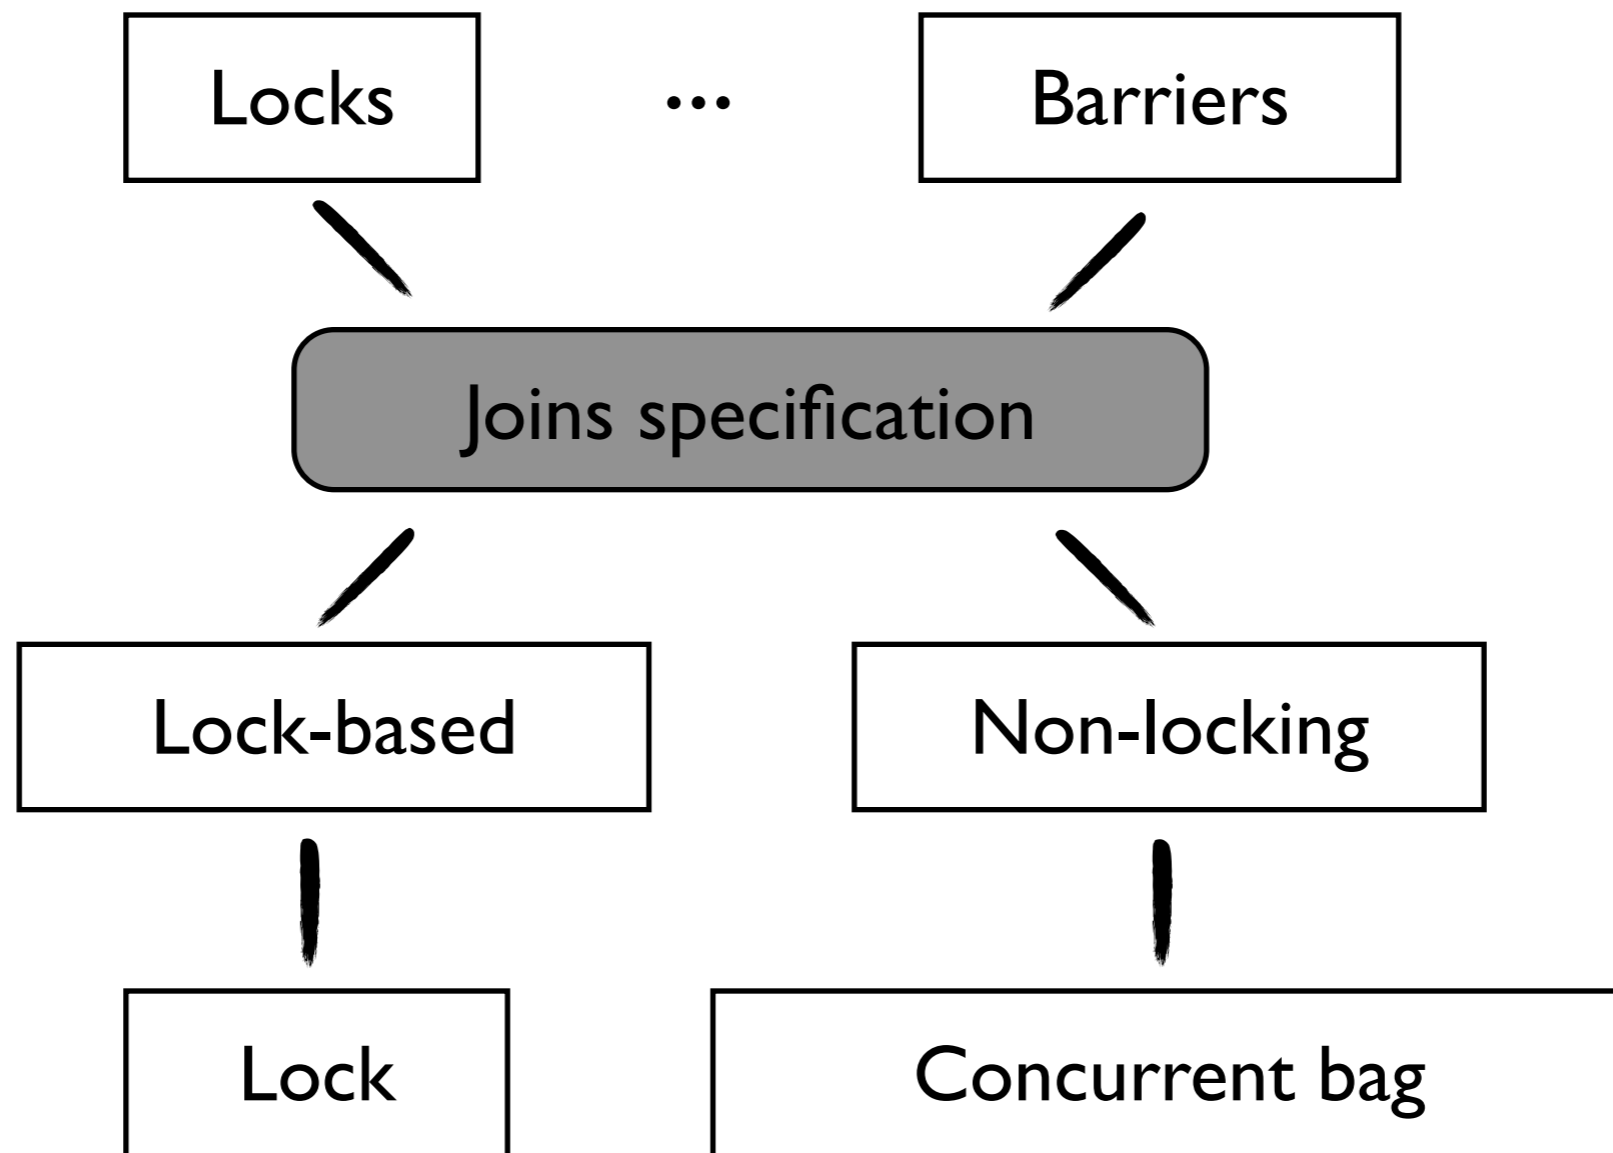 Locks ... Barriers
Joins specification
Lock-based Non-locking
Lock Concurrent bag